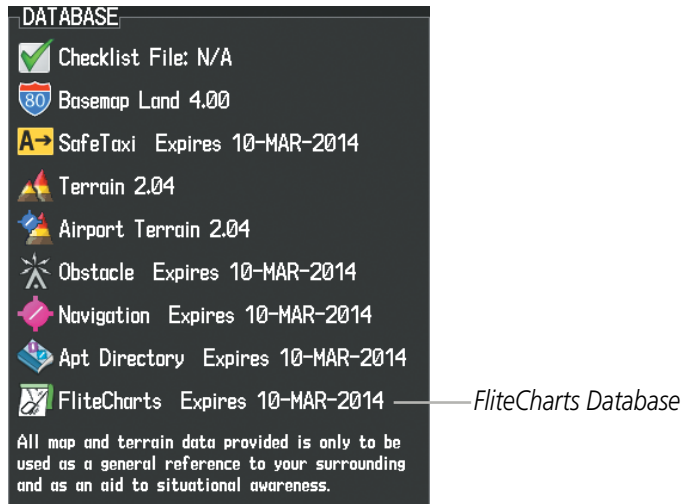 DATABASE
Checklist File: N/A
80 Basemap Land 4.00
A→ SafeTaxi Expires 10-MAR-2014
Terrain 2.04
Airport Terrain 2.04
Obstacle Expires 10-MAR-2014
Navigation Expires 10-MAR-2014
Apt Directory Expires 10-MAR-2014
FliteCharts Expires 10-MAR-2014 FliteCharts Database
All map and terrain data provided is only to be
used as a general reference to your surrounding
and as an aid to situational awareness.